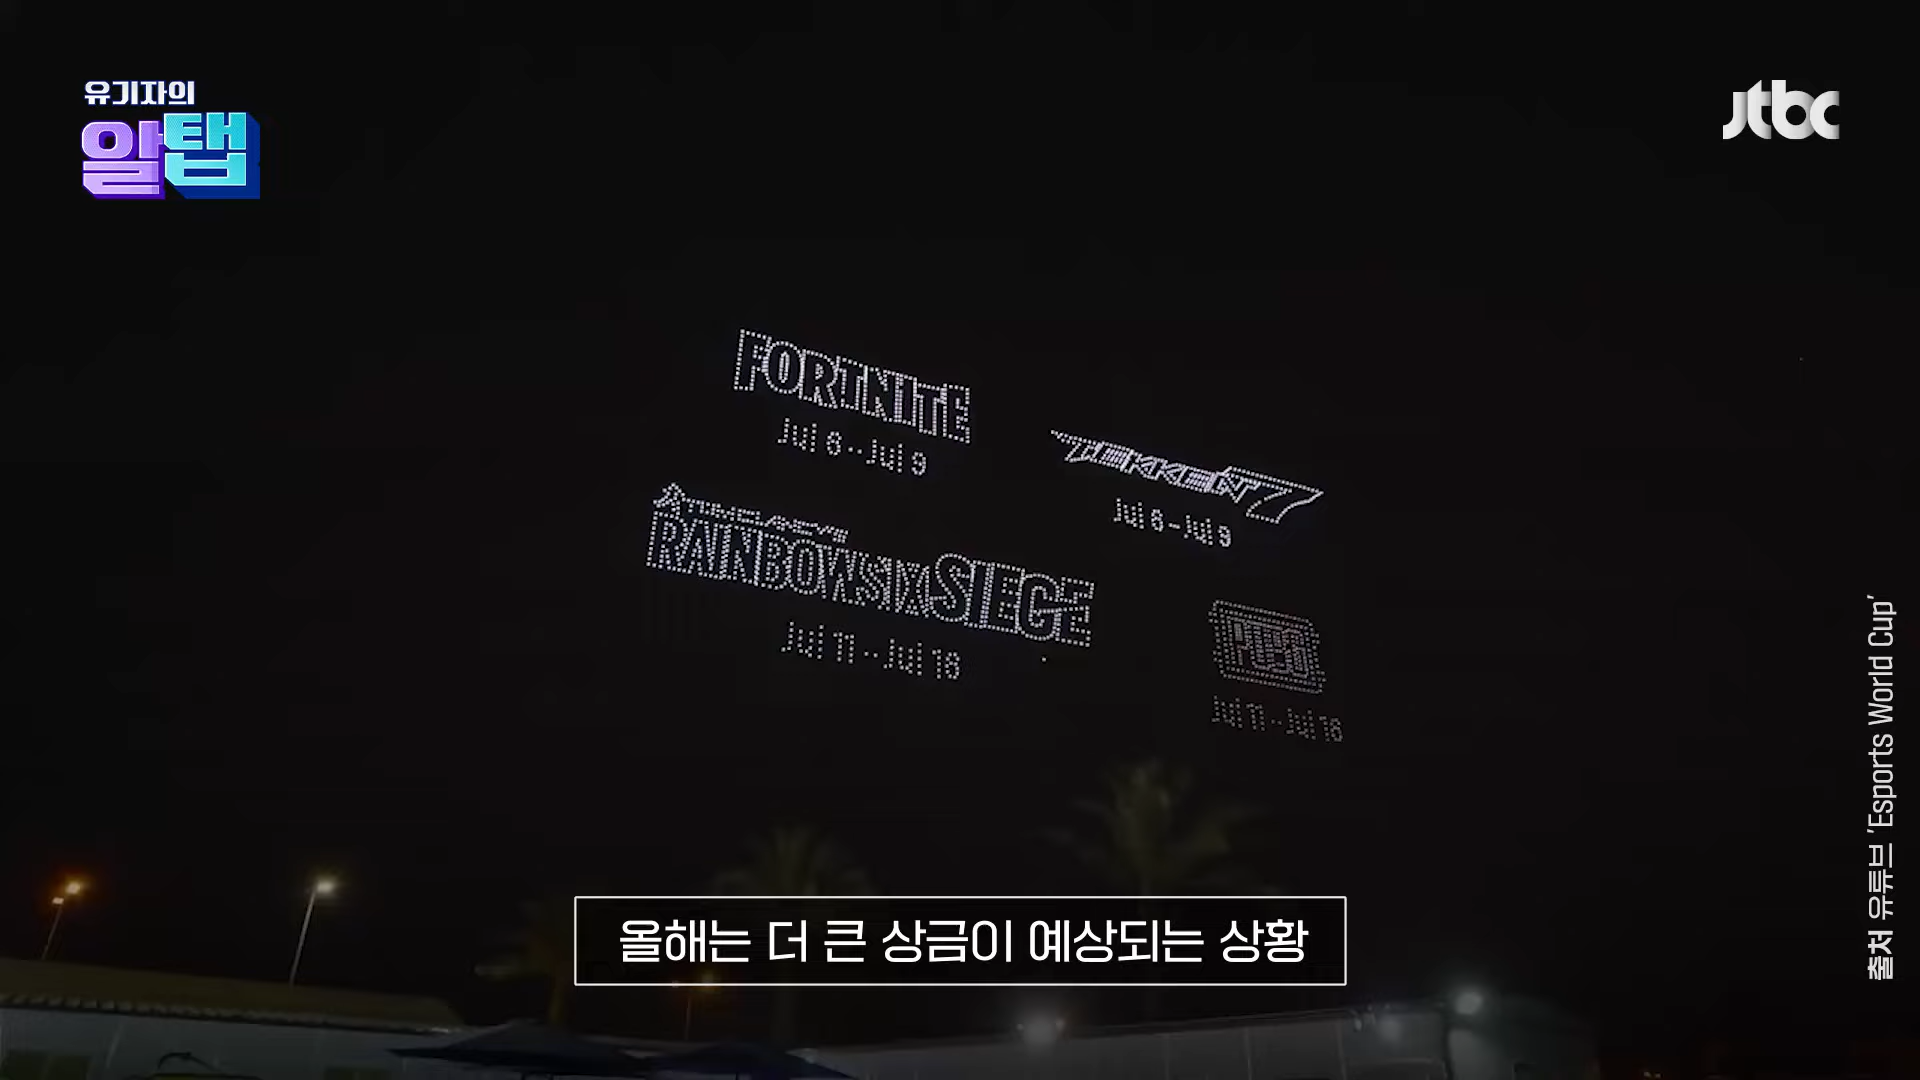 유기자의
알탭
jtbc
FORTNITE
Jul 6 - Jul 9
TEKKEN 7
Jul 6 - Jul 9
RAINBOW SIX SIEGE
Jul 11 - Jul 16
PUBG
Jul 11 - Jul 16
출처 유튜브 'Esports World Cup'
올해는 더 큰 상금이 예상되는 상황